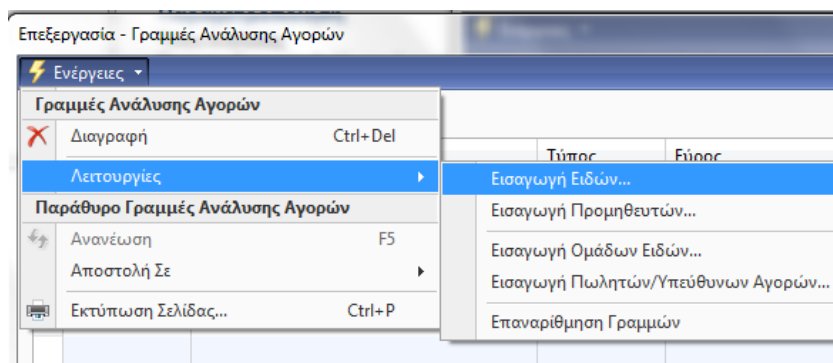 Επεξεργασία - Γραμμές Ανάλυσης Αγορών
Ενέργειες
Γραμμές Ανάλυσης Αγορών
Διαγραφή Ctrl+Del
Τύπος Εύρος
Λειτουργίες
Εισαγωγή Ειδών...
Παράθυρο Γραμμές Ανάλυσης Αγορών
Εισαγωγή Προμηθευτών...
Ανανέωση F5
Εισαγωγή Ομάδων Ειδών...
Αποστολή Σε
Εισαγωγή Πωλητών/Υπεύθυνων Αγορών...
Εκτύπωση Σελίδας... Ctrl+P
Επαναρίθμηση Γραμμών